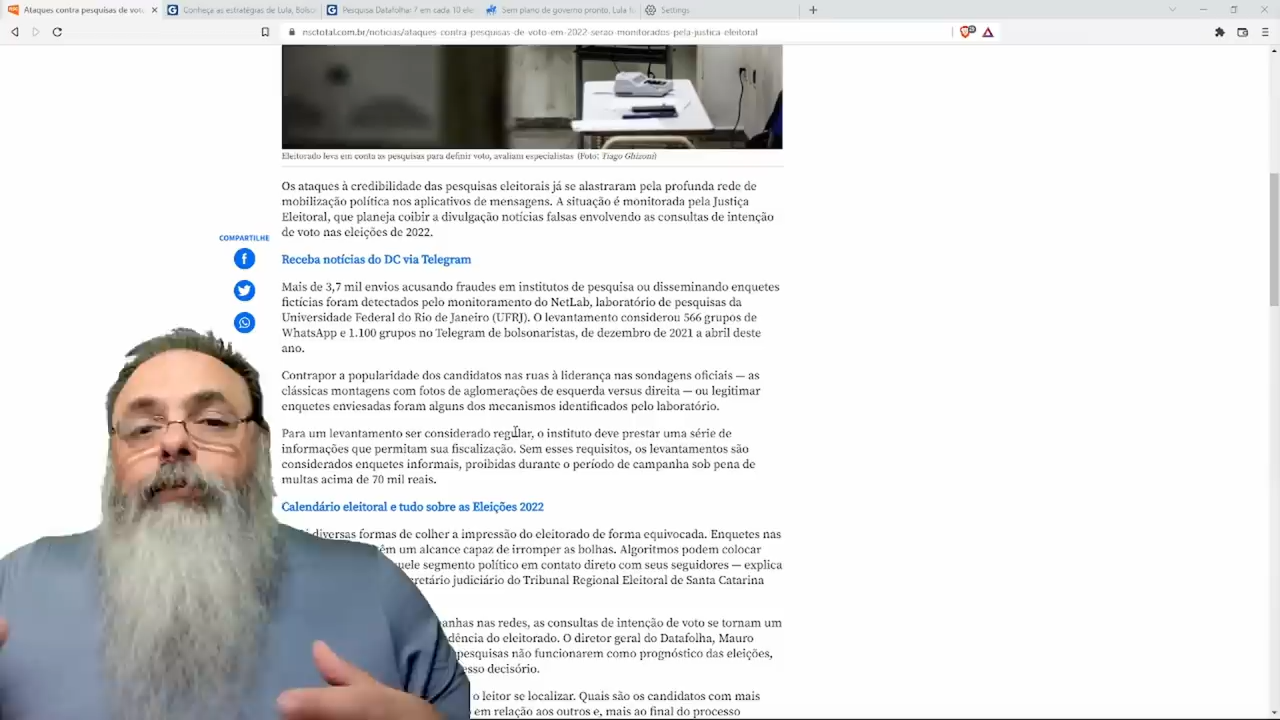 Ataques contra pesquisas de vot
Conheça as estratégias de Lula, Bolso
Pesquisa Datafolha: 7 em cada 10 ele
Sem plano de governo pronto, Lula f
Settings
nsctotal.com.br/noticias/ataques-contra-pesquisas-de-voto-em-2022-serao-monitorados-pela-justica-eleitoral
Eleitorado leva em conta as pesquisas para definir voto, avaliam especialistas (Foto: Tiago Ghizoni)
Os ataques à credibilidade das pesquisas eleitorais já se alastraram pela profunda rede de
mobilização política nos aplicativos de mensagens. A situação é monitorada pela Justiça
Eleitoral, que planeja coibir a divulgação notícias falsas envolvendo as consultas de intenção
de voto nas eleições de 2022.
COMPARTILHE
Receba notícias do DC via Telegram
Mais de 3,7 mil envios acusando fraudes em institutos de pesquisa ou disseminando enquetes
fictícias foram detectados pelo monitoramento do NetLab, laboratório de pesquisas da
Universidade Federal do Rio de Janeiro (UFRJ). O levantamento considerou 566 grupos de
WhatsApp e 1.100 grupos no Telegram de bolsonaristas, de dezembro de 2021 a abril deste
ano.
Contrapor a popularidade dos candidatos nas ruas à liderança nas sondagens oficiais — as
clássicas montagens com fotos de aglomerações de esquerda versus direita — ou legitimar
enquetes enviesadas foram alguns dos mecanismos identificados pelo laboratório.
Para um levantamento ser considerado regular, o instituto deve prestar uma série de
informações que permitam sua fiscalização. Sem esses requisitos, os levantamentos são
considerados enquetes informais, proibidas durante o período de campanha sob pena de
multas acima de 70 mil reais.
Calendário eleitoral e tudo sobre as Eleições 2022
diversas formas de colher a impressão do eleitorado de forma equivocada. Enquetes nas
êm um alcance capaz de irromper as bolhas. Algoritmos podem colocar
uele segmento político em contato direto com seus seguidores — explica
cretário judiciário do Tribunal Regional Eleitoral de Santa Catarina
anhas nas redes, as consultas de intenção de voto se tornam um
dência do eleitorado. O diretor geral do Datafolha, Mauro
pesquisas não funcionarem como prognóstico das eleições,
esso decisório.
o leitor se localizar. Quais são os candidatos com mais
em relação aos outros e, mais ao final do processo